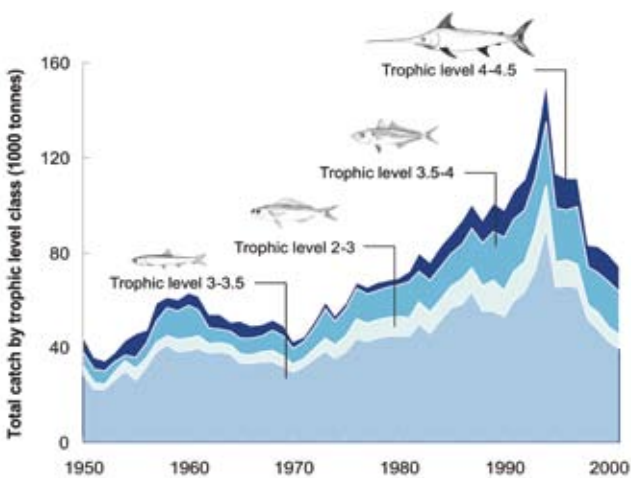 Total catch by trophic level class (1000 tonnes)
160
120
80
40
0
Trophic level 4-4.5
Trophic level 3.5-4
Trophic level 2-3
Trophic level 3-3.5
1950
1960
1970
1980
1990
2000